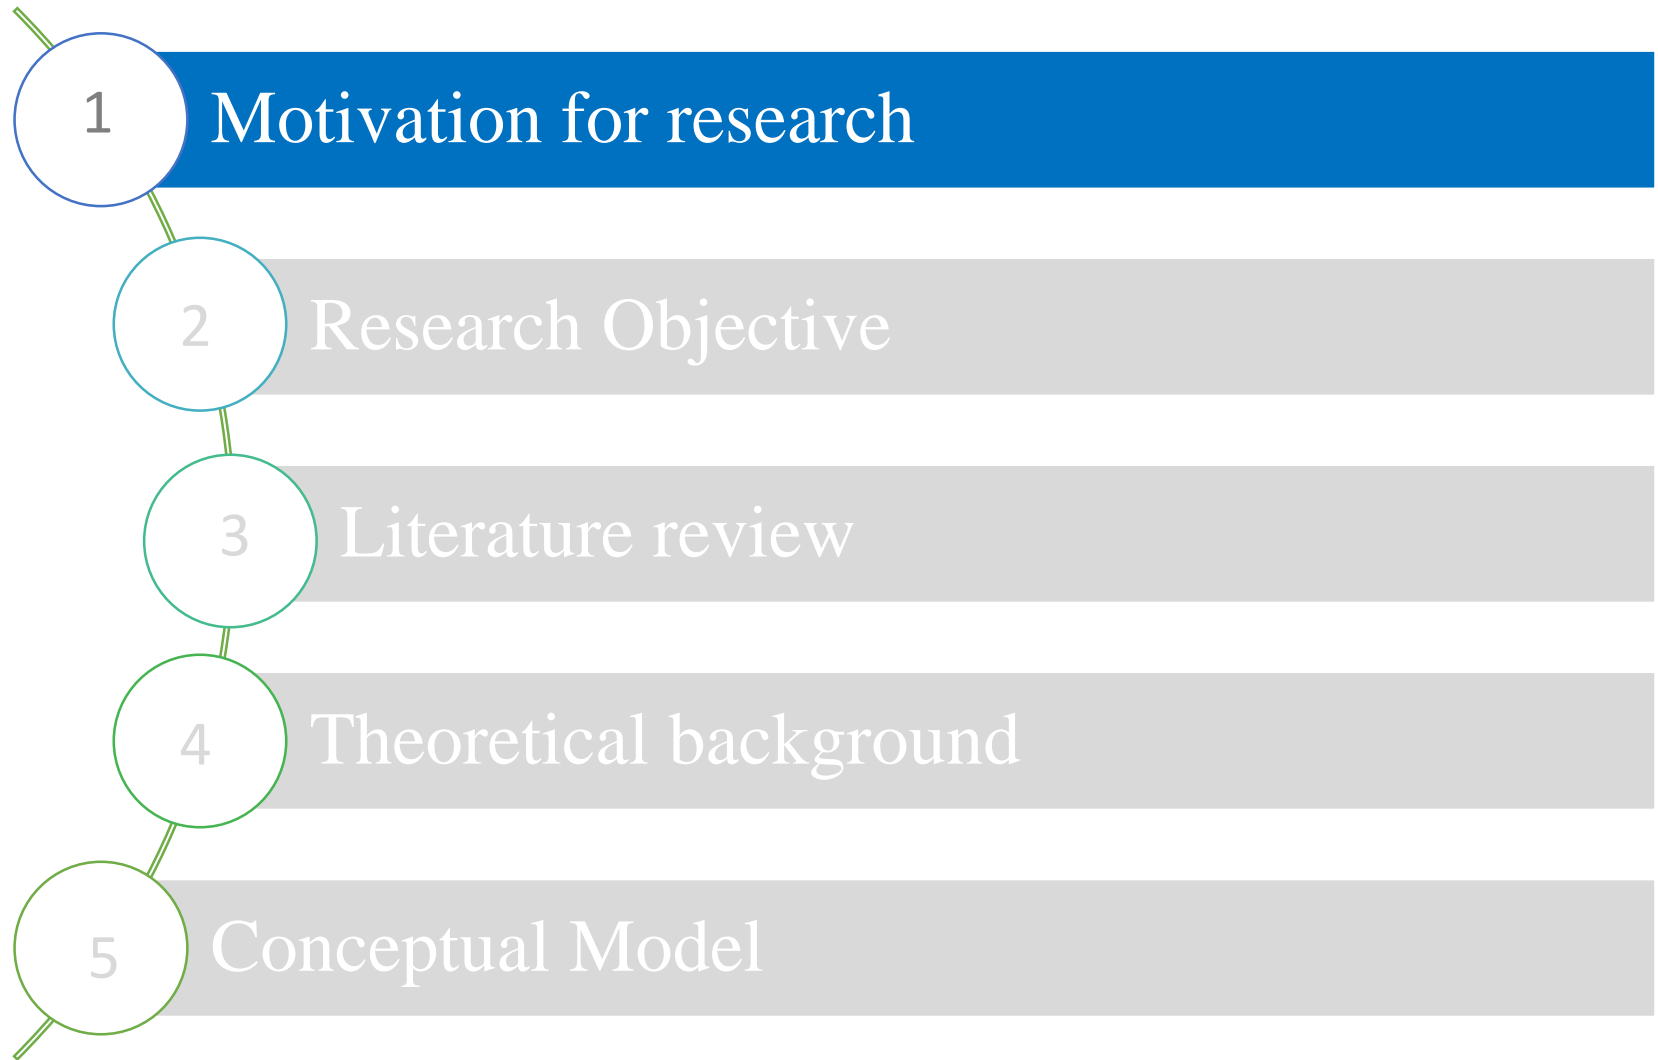 1 Motivation for research
2 Research Objective
3 Literature review
4 Theoretical background
5 Conceptual Model